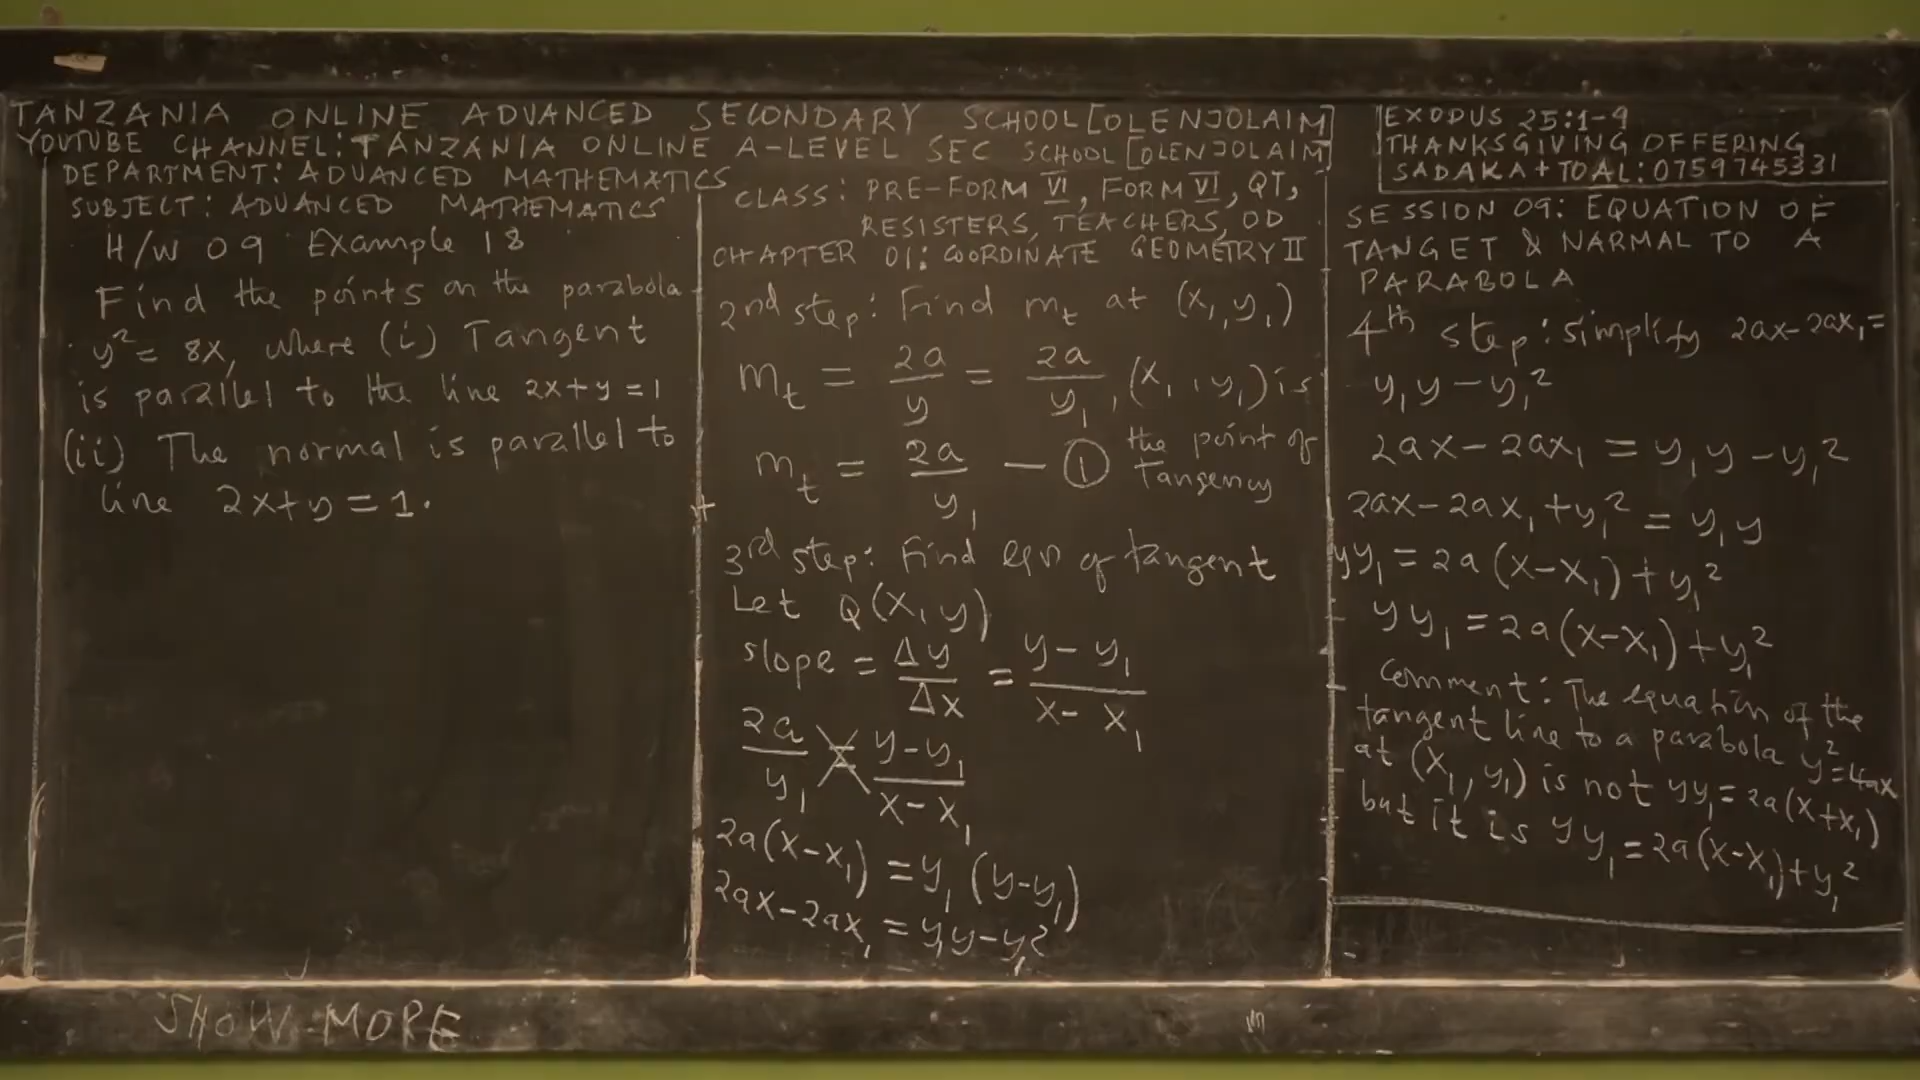 TANZANIA ONLINE ADVANCED SECONDARY SCHOOL [OLENJOLAIM]
YOUTUBE CHANNEL: TANZANIA ONLINE A-LEVEL SEC SCHOOL [OLENJOLAIM]
EXODUS 25:1-9
THANKSGIVING OFFERING
SADAKA + TOAL: 0759745331
DEPARTMENT: ADVANCED MATHEMATICS
SUBJECT: ADVANCED MATHEMATICS
H/W 09 Example 18
Find the points on the parabola
y² = 8x, where (i) Tangent
is parallel to the line 2x+y=1
(ii) The normal is parallel to
line 2x+y=1.
CLASS: PRE-FORM VI, FORM VI, QT,
RESISTERS, TEACHERS, OD
CHAPTER 01: COORDINATE GEOMETRY II
2nd step: Find m_t at (x₁, y₁)
m_t = 2a/y = 2a/y₁, (x₁, y₁) is
the point of
Tangency
m_t = 2a/y₁ — ①
3rd step: Find eqn of tangent
Let Q(x, y)
slope = Δy/Δx = y-y₁/x-x₁
2a/y₁ = y-y₁/x-x₁
2a(x-x₁) = y₁(y-y₁)
2ax-2ax₁ = y₁y-y₁²
SESSION 09: EQUATION OF
TANGET & NARMAL TO A
PARABOLA
4th step: simplify 2ax-2ax₁=
y₁y-y₁²
2ax-2ax₁ = y₁y-y₁²
2ax-2ax₁+y₁² = y₁y
yy₁ = 2a(x-x₁)+y₁²
yy₁ = 2a(x-x₁)+y₁²
Comment: The equation of the
tangent line to a parabola y²=4ax
at (x₁, y₁) is not yy₁=2a(x+x₁)
but it is yy₁=2a(x-x₁)+y₁²
SHOW MORE